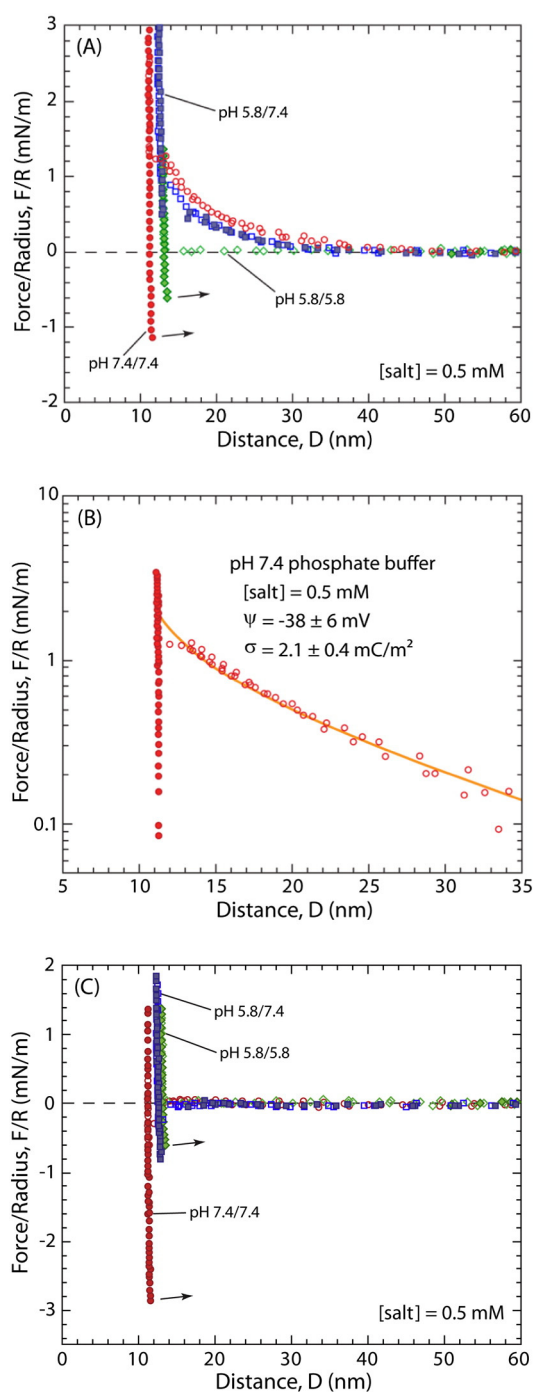 (A)
3
2
1
0
-1
-2
Force/Radius, F/R (mN/m)
pH 5.8/7.4
pH 5.8/5.8
pH 7.4/7.4
[salt] = 0.5 mM
0 10 20 30 40 50 60
Distance, D (nm)
(B)
10
1
0.1
Force/Radius, F/R (mN/m)
pH 7.4 phosphate buffer
[salt] = 0.5 mM
ψ = -38 ± 6 mV
σ = 2.1 ± 0.4 mC/m²
5 10 15 20 25 30 35
Distance, D (nm)
(C)
2
1
0
-1
-2
-3
Force/Radius, F/R (mN/m)
pH 5.8/7.4
pH 5.8/5.8
pH 7.4/7.4
[salt] = 0.5 mM
0 10 20 30 40 50 60
Distance, D (nm)